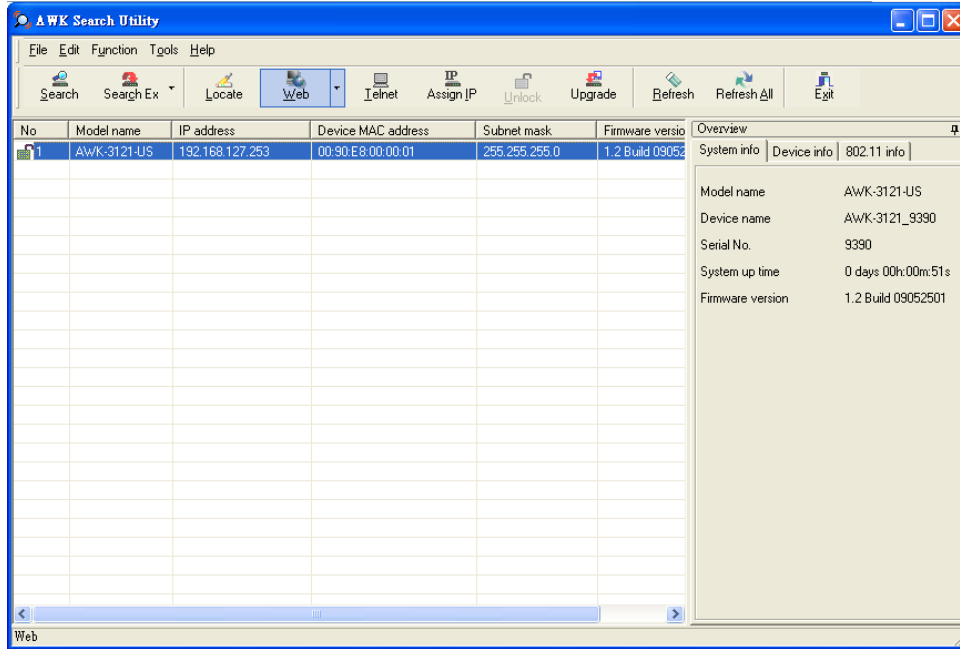 AWK Search Utility
File Edit Function Tools Help
Search Search Ex Locate Web Telnet IP Assign IP Unlock Upgrade Refresh Refresh All Exit
No Model name IP address Device MAC address Subnet mask Firmware versio
1 AWK-3121-US 192.168.127.253 00:90:E8:00:00:01 255.255.255.0 1.2 Build 09052
Overview
System info Device info 802.11 info
Model name AWK-3121-US
Device name AWK-3121_9390
Serial No. 9390
System up time 0 days 00h:00m:51s
Firmware version 1.2 Build 09052501
Web